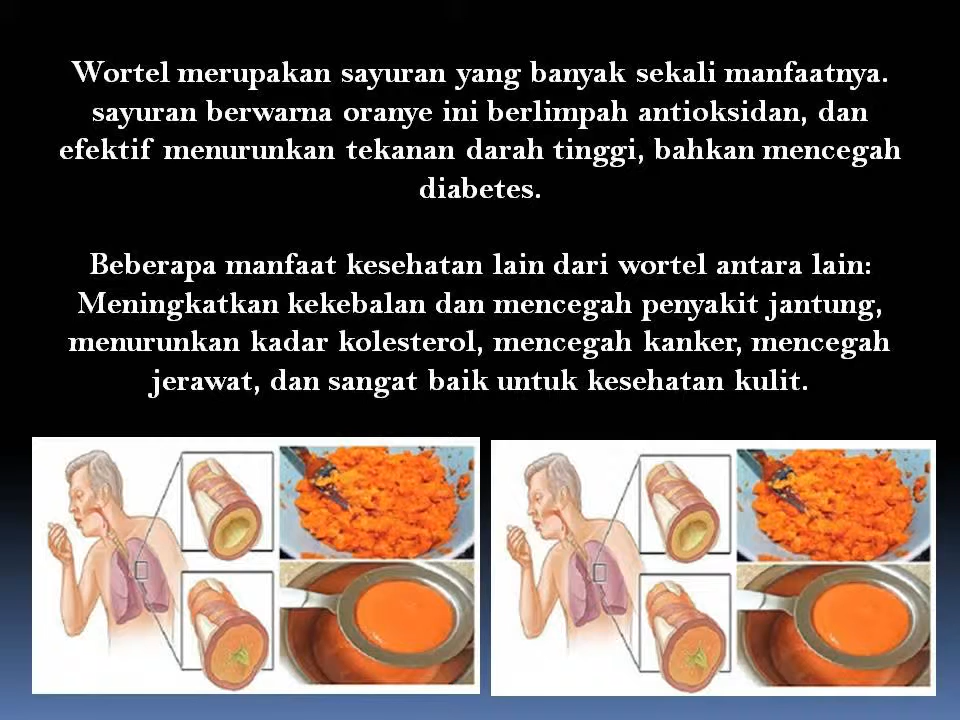 Wortel merupakan sayuran yang banyak sekali manfaatnya.
sayuran berwarna oranye ini berlimpah antioksidan, dan
efektif menurunkan tekanan darah tinggi, bahkan mencegah
diabetes.
Beberapa manfaat kesehatan lain dari wortel antara lain:
Meningkatkan kekebalan dan mencegah penyakit jantung,
menurunkan kadar kolesterol, mencegah kanker, mencegah
jerawat, dan sangat baik untuk kesehatan kulit.